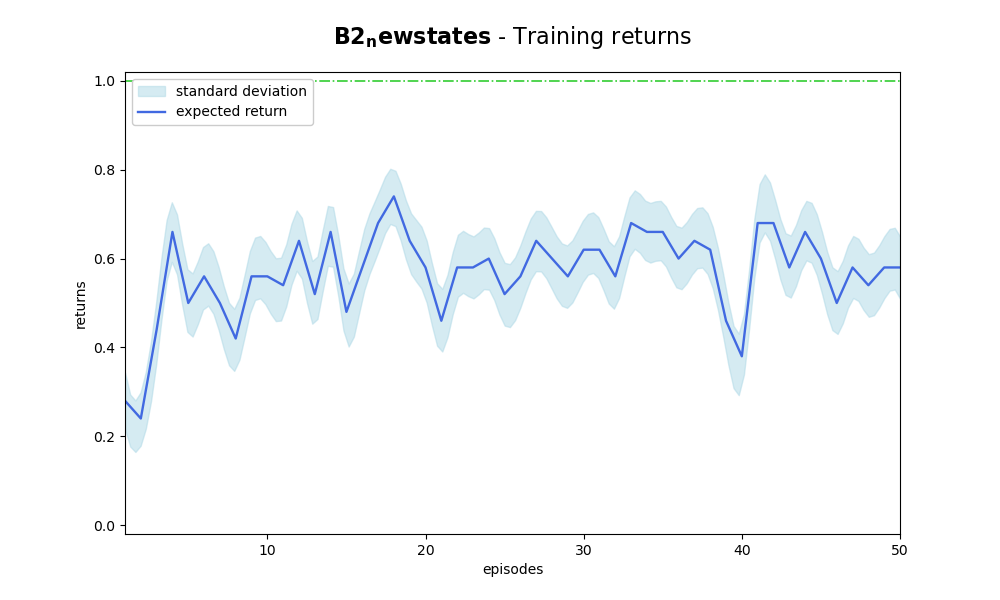 B2ₙewstates - Training returns
1.0
0.8
0.6
0.4
0.2
0.0
returns
standard deviation
expected return
10 20 30 40 50
episodes